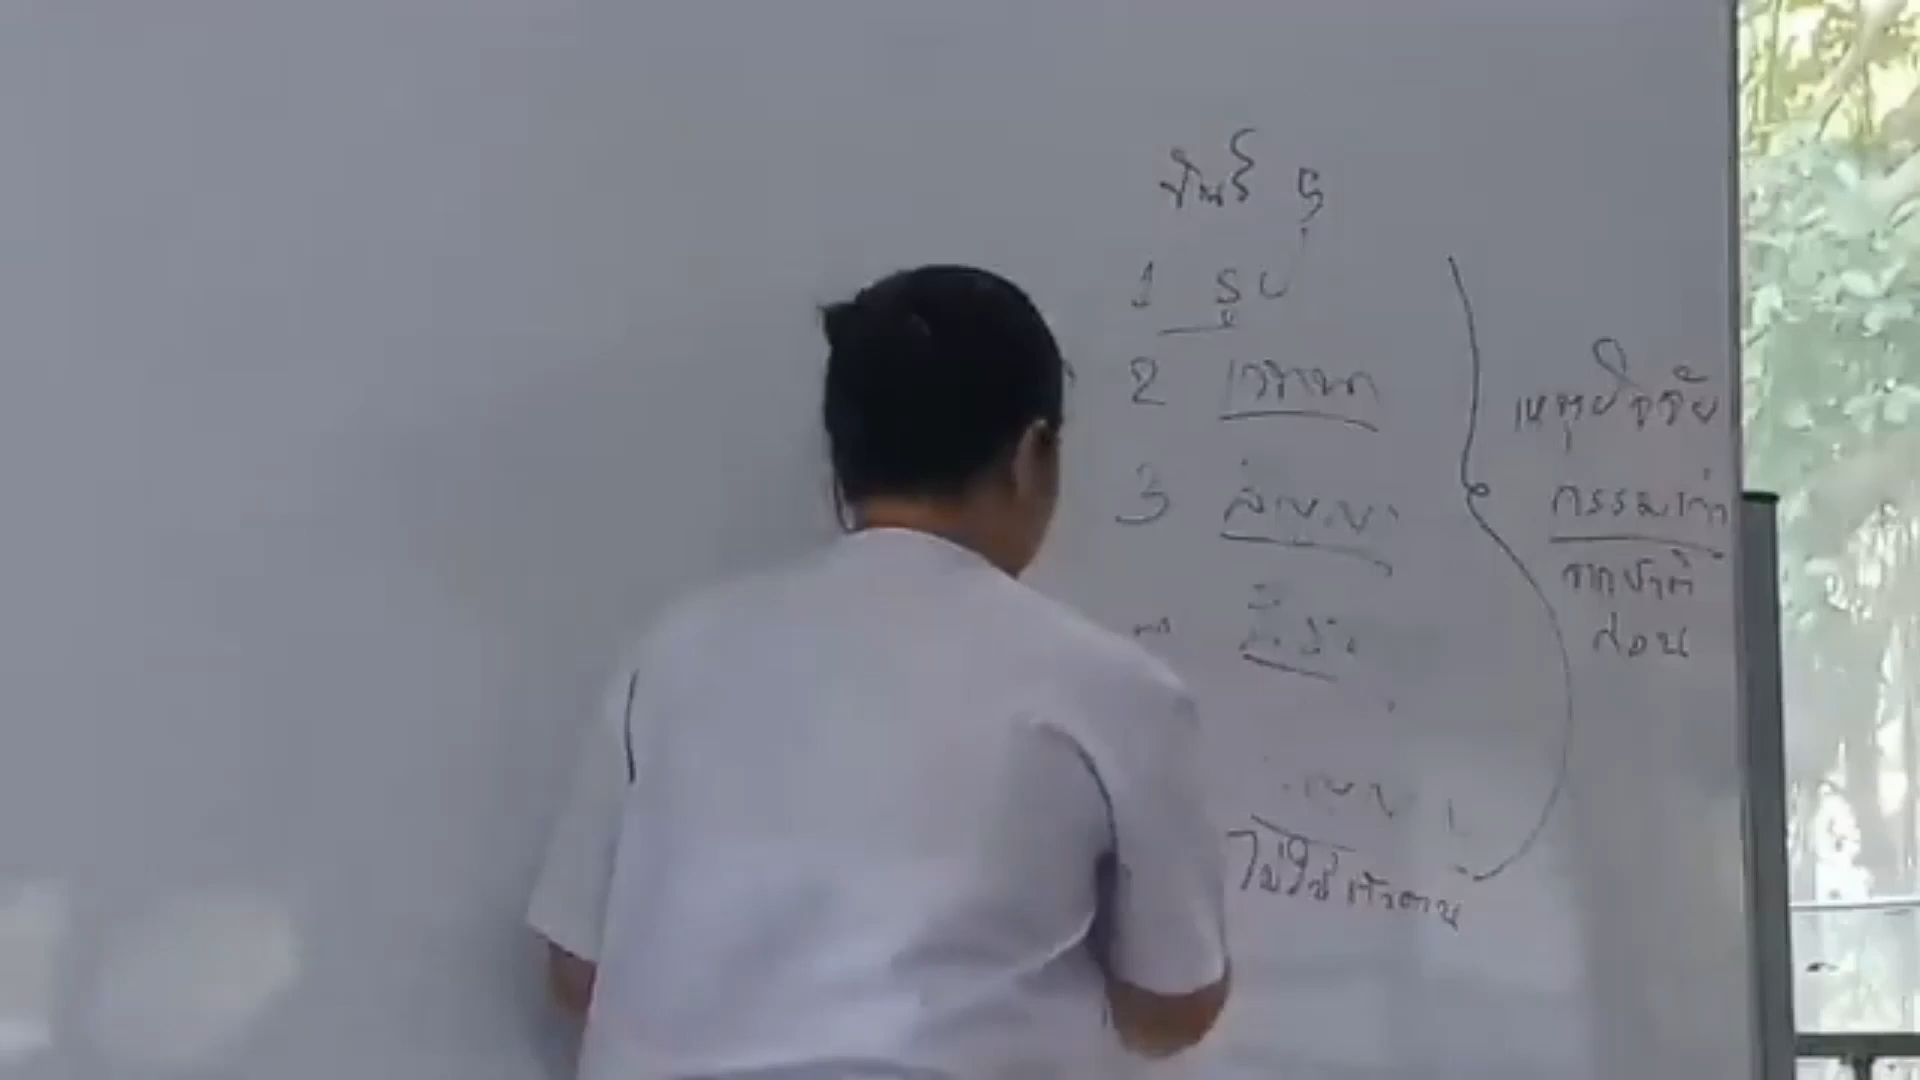 ขันธ์ ๕
1 รูป
2 เวทนา
3 สัญญา
ไม่ใช่ตัวตน
เหตุปัจจัย
กรรมเก่า
จากชาติ
ก่อน